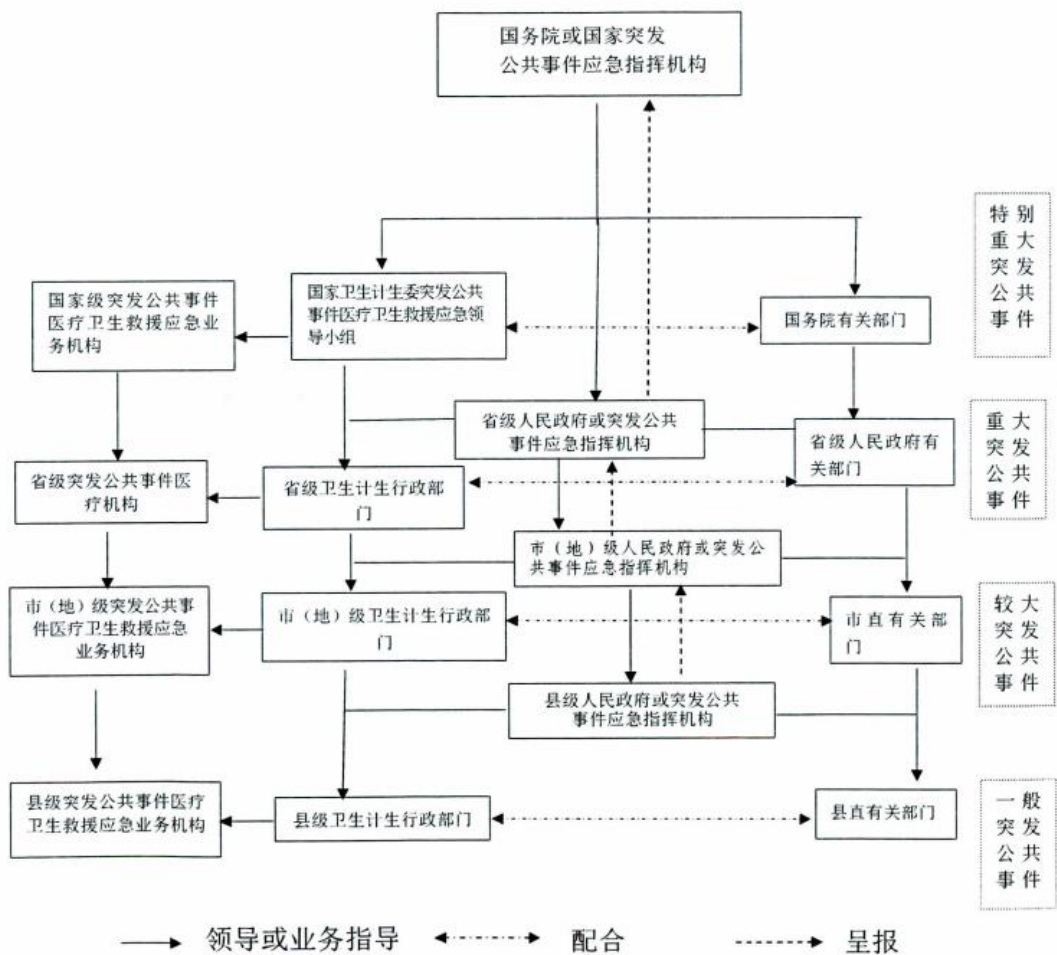 国务院或国家突发
公共事件应急指挥机构
特别
重大
突发
公共
事件
国家级突发公共事件
医疗卫生救援应急业
务机构
国家卫生计生委突发公共
事件医疗卫生救援应急领
导小组
国务院有关部门
省级人民政府或突发公共
事件应急指挥机构
省级人民政府有
关部门
重大
突发
公共
事件
省级突发公共事件医
疗机构
省级卫生计生行政部
门
市（地）级人民政府或突发公
共事件应急指挥机构
市（地）级突发公共事
件医疗卫生救援应急
业务机构
市（地）级卫生计生行政部
门
市直有关部
门
较大
突发
公共
事件
县级人民政府或突发公共
事件应急指挥机构
县级突发公共事件医疗
卫生救援应急业务机构
县级卫生计生行政部门
县直有关部门
一般
突发
公共
事件
领导或业务指导
配合
呈报